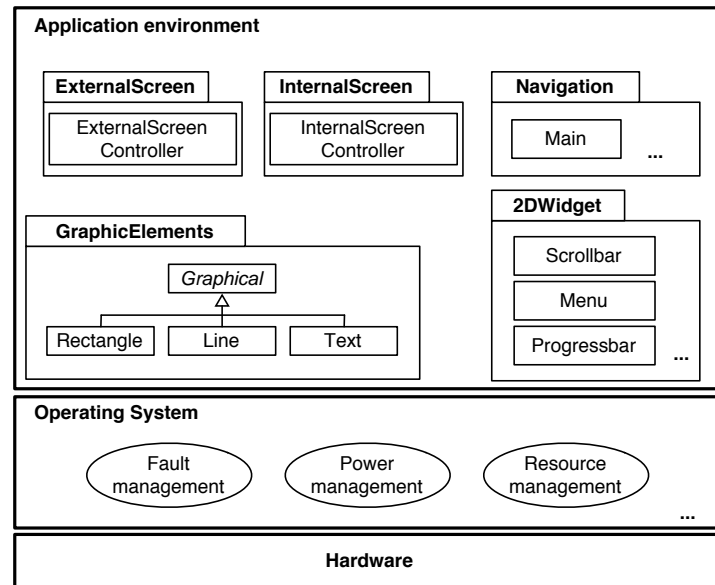 Application environment
ExternalScreen
InternalScreen
Navigation
ExternalScreen
Controller
InternalScreen
Controller
Main
...
2DWidget
GraphicElements
Scrollbar
Graphical
Menu
Rectangle
Line
Text
Progressbar
...
Operating System
Fault
management
Power
management
Resource
management
...
Hardware